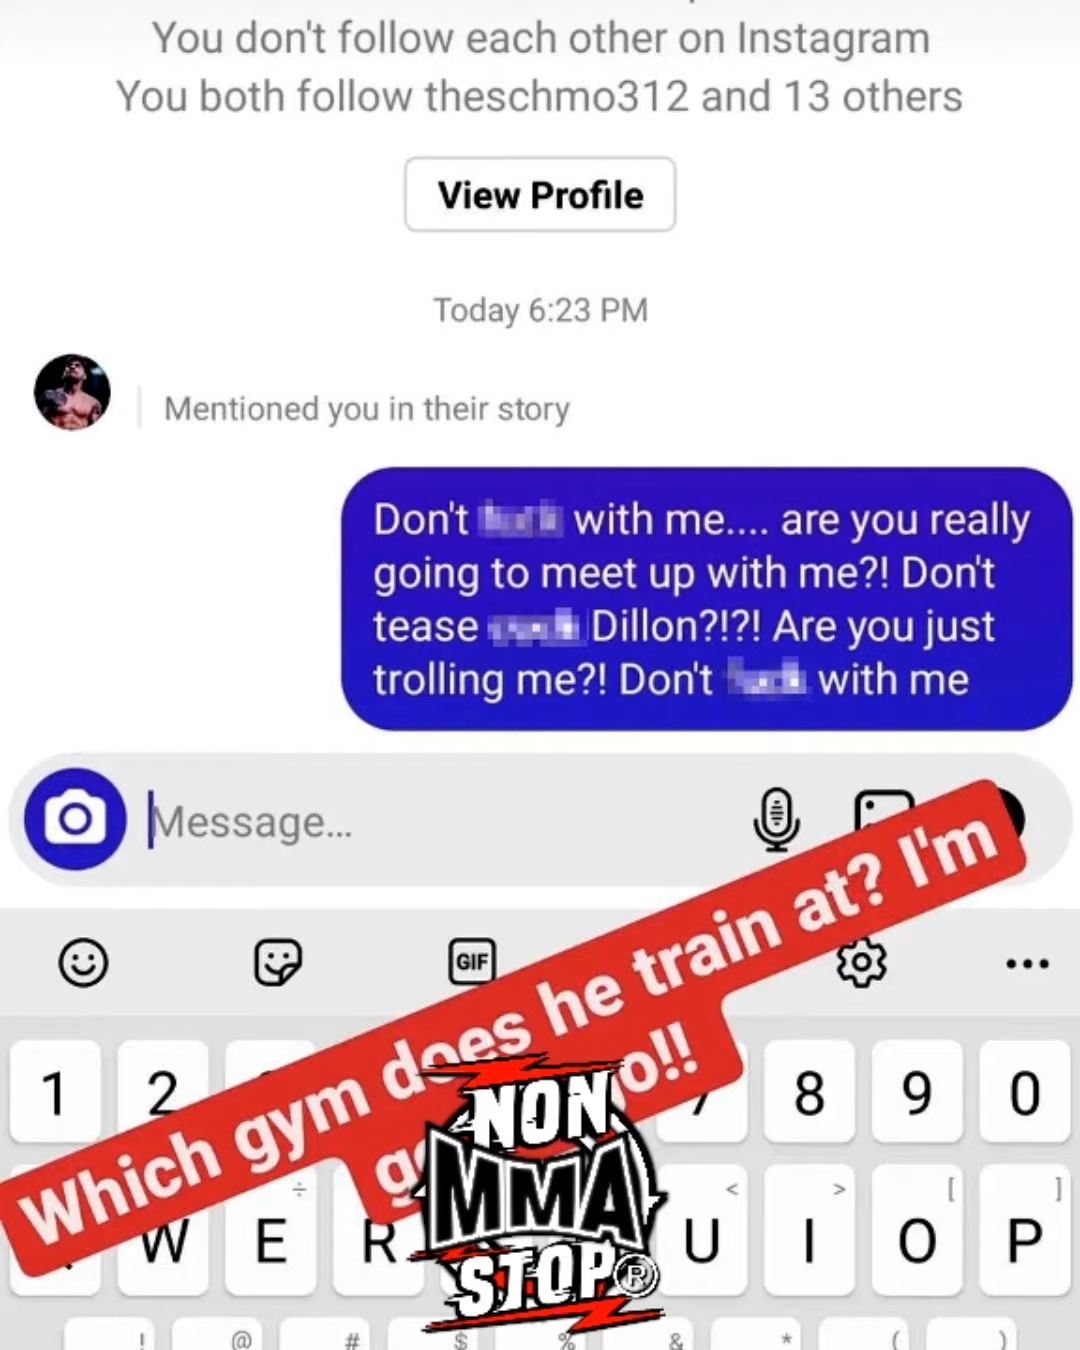 You don't follow each other on Instagram
You both follow theschmo312 and 13 others
View Profile
Today 6:23 PM
Mentioned you in their story
Don't with me.... are you really
going to meet up with me?! Don't
tease Dillon?!?! Are you just
trolling me?! Don't with me
Message...
Which gym does he train at? I'm
GIF
1 2 8 9 0
NON
MMA
STOP®
÷ < > [ ]
W E R U I O P
! @ # $ % & * ( )